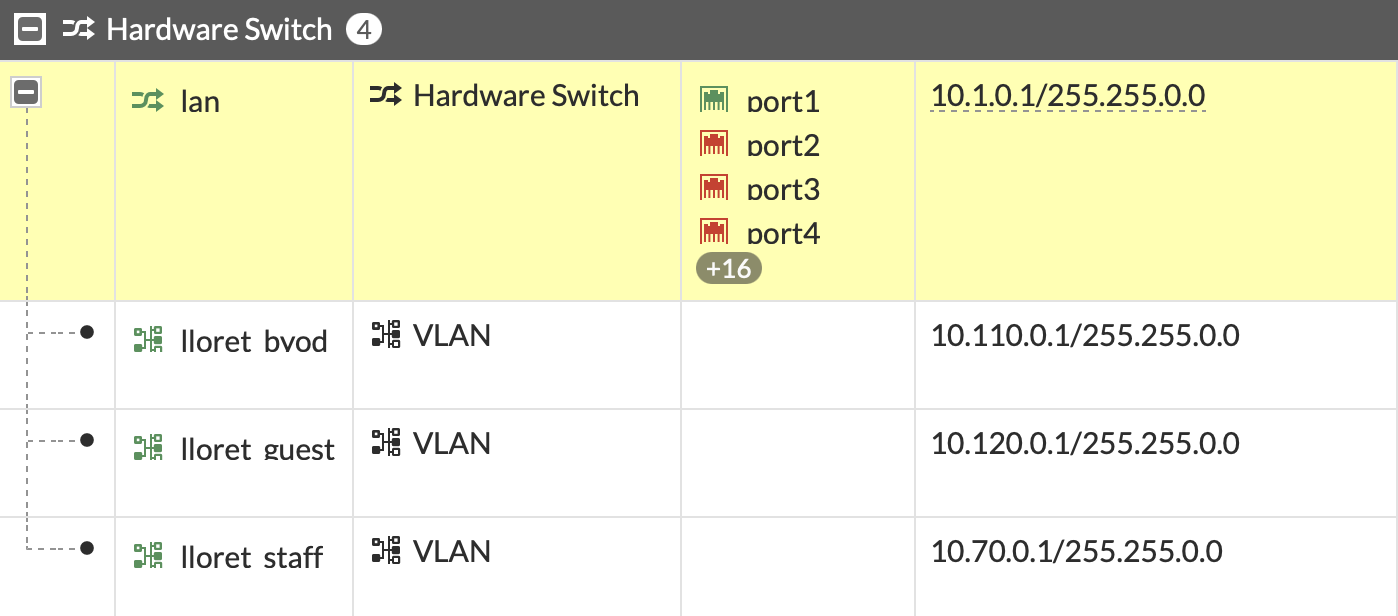 Hardware Switch 4
lan Hardware Switch port1 10.1.0.1/255.255.0.0
port2
port3
port4
+16
lloret_bvod VLAN 10.110.0.1/255.255.0.0
lloret_guest VLAN 10.120.0.1/255.255.0.0
lloret_staff VLAN 10.70.0.1/255.255.0.0